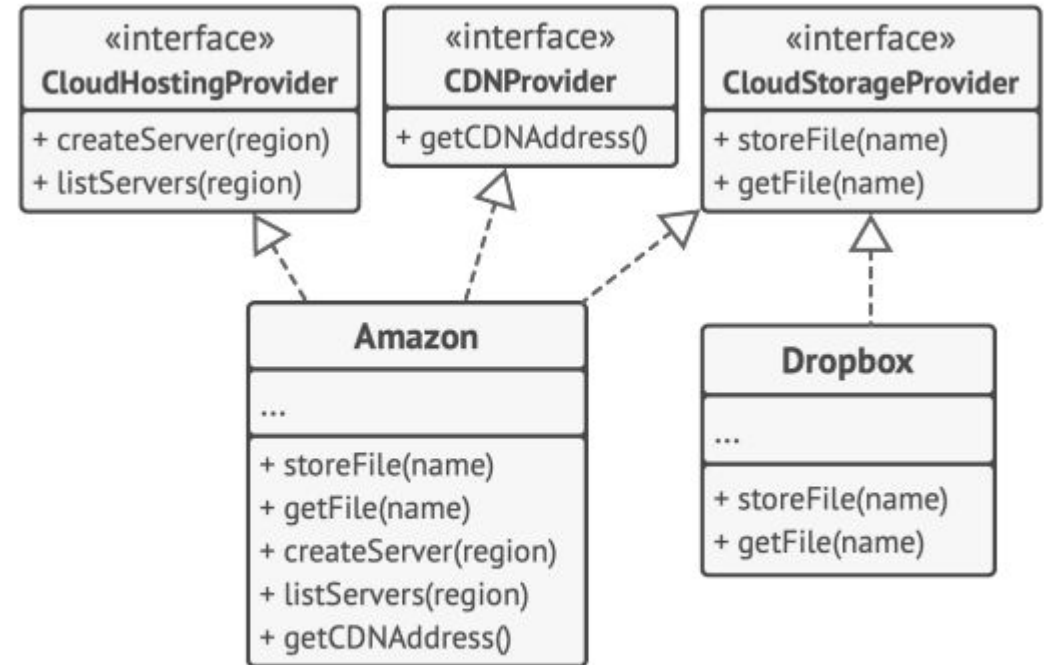 «interface»
CloudHostingProvider
+ createServer(region)
+ listServers(region)
«interface»
CDNProvider
+ getCDNAddress()
«interface»
CloudStorageProvider
+ storeFile(name)
+ getFile(name)
Amazon
...
+ storeFile(name)
+ getFile(name)
+ createServer(region)
+ listServers(region)
+ getCDNAddress()
Dropbox
...
+ storeFile(name)
+ getFile(name)